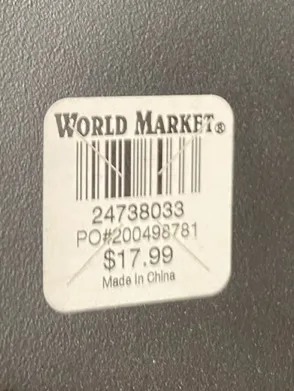 WORLD MARKET®
24738033
PO#200498781
$17.99
Made In China